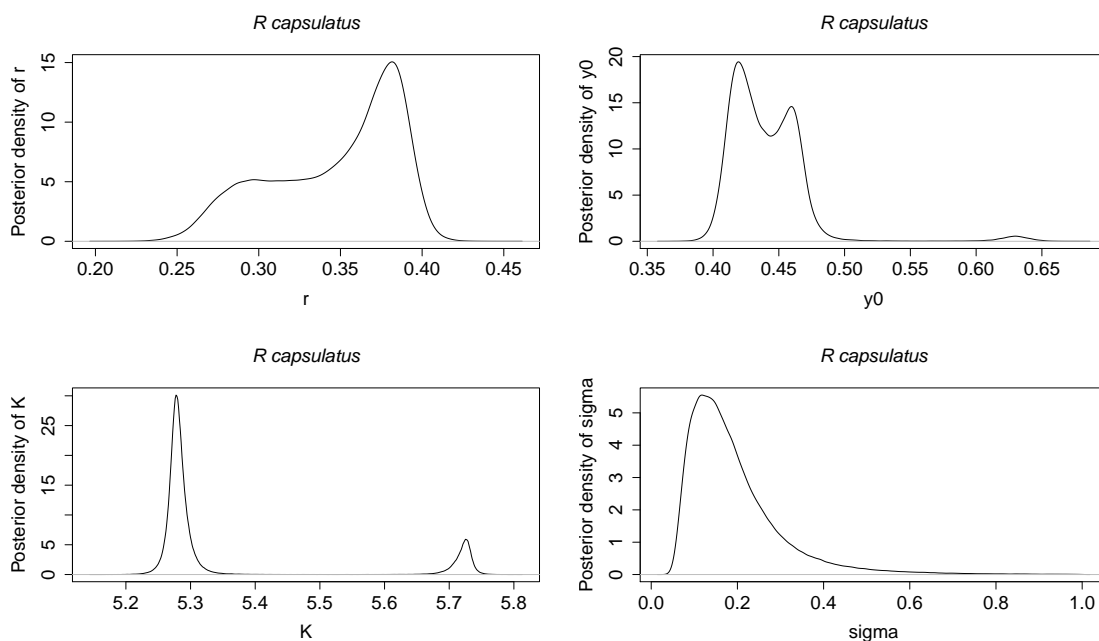 R capsulatus
Posterior density of r
0 5 10 15
0.20 0.25 0.30 0.35 0.40 0.45
r
R capsulatus
Posterior density of y0
0 5 10 15 20
0.35 0.40 0.45 0.50 0.55 0.60 0.65
y0
R capsulatus
Posterior density of K
0 5 15 25
5.2 5.3 5.4 5.5 5.6 5.7 5.8
K
R capsulatus
Posterior density of sigma
0 1 2 3 4 5
0.0 0.2 0.4 0.6 0.8 1.0
sigma